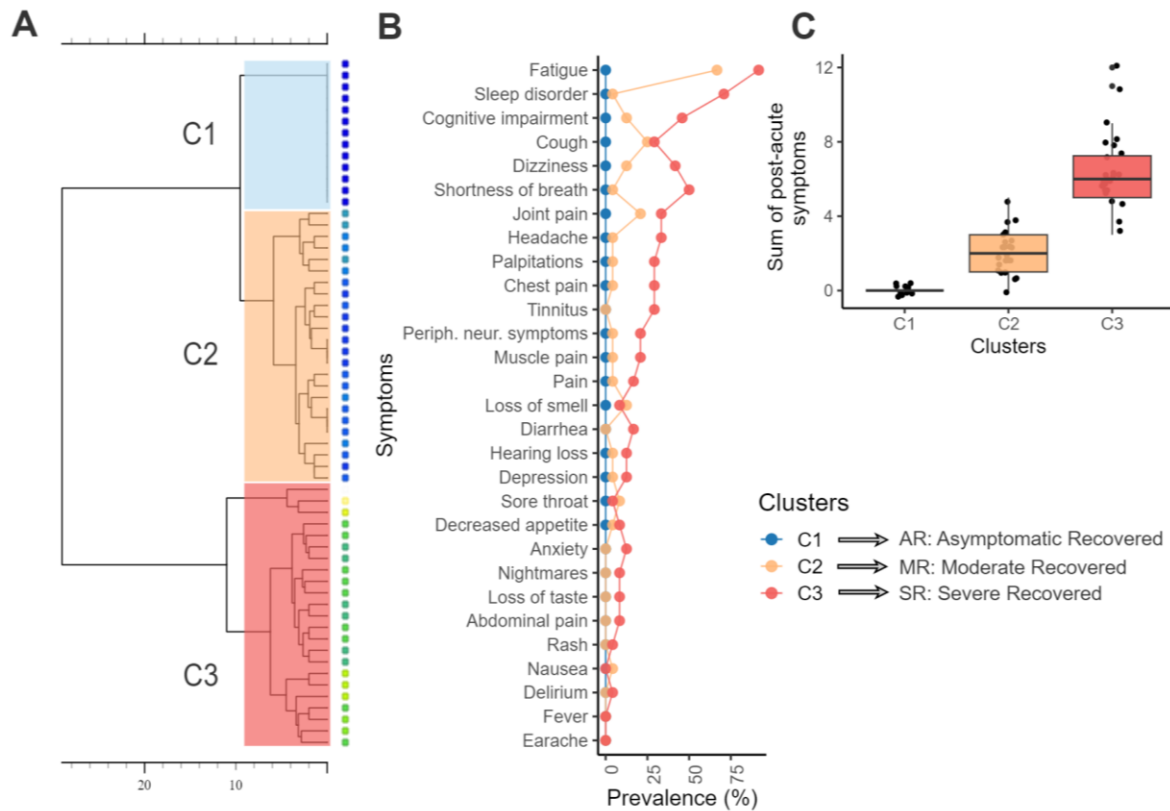 A
C1
C2
C3
20
10
B
Symptoms
Fatigue
Sleep disorder
Cognitive impairment
Cough
Dizziness
Shortness of breath
Joint pain
Headache
Palpitations
Chest pain
Tinnitus
Periph. neur. symptoms
Muscle pain
Pain
Loss of smell
Diarrhea
Hearing loss
Depression
Sore throat
Decreased appetite
Anxiety
Nightmares
Loss of taste
Abdominal pain
Rash
Nausea
Delirium
Fever
Earache
0
25
50
75
Prevalence (%)
C
Sum of post-acute
symptoms
12
8
4
0
C1
C2
C3
Clusters
Clusters
C1 AR: Asymptomatic Recovered
C2 MR: Moderate Recovered
C3 SR: Severe Recovered